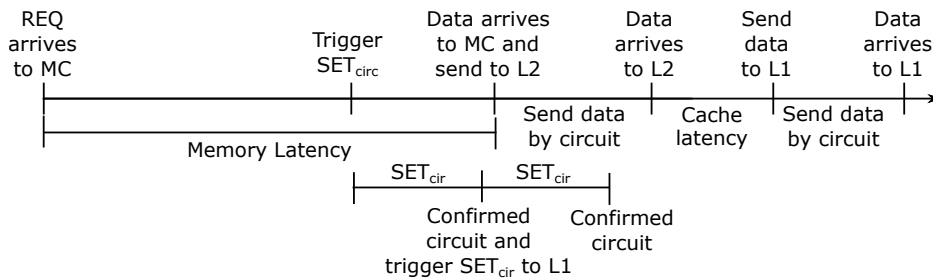 REQ
arrives
to MC
Trigger
SETcirc
Data arrives
to MC and
send to L2
Data
arrives
to L2
Send
data
to L1
Data
arrives
to L1
Send data
by circuit
Cache
latency
Send data
by circuit
Memory Latency
SETcir
SETcir
Confirmed
circuit and
trigger SETcir to L1
Confirmed
circuit